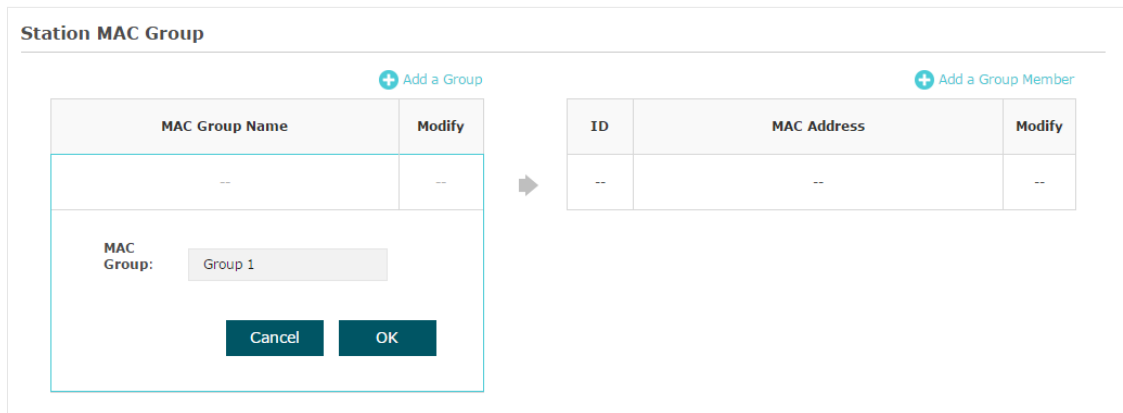 Station MAC Group
Add a Group
Add a Group Member
MAC Group Name Modify
ID MAC Address Modify
-- --
-- -- --
MAC Group: Group 1
Cancel OK